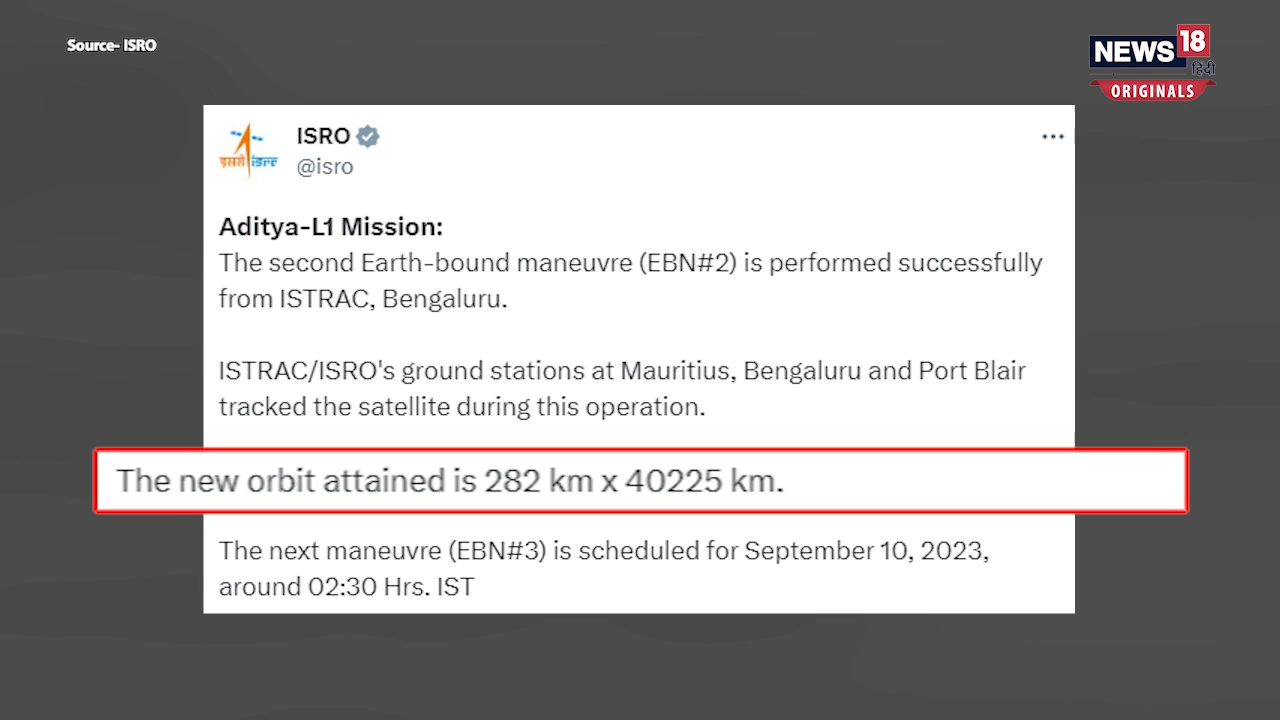 Source- ISRO
NEWS 18
हिंदी
ORIGINALS
इसरो isro
ISRO
@isro
Aditya-L1 Mission:
The second Earth-bound maneuvre (EBN#2) is performed successfully
from ISTRAC, Bengaluru.
ISTRAC/ISRO's ground stations at Mauritius, Bengaluru and Port Blair
tracked the satellite during this operation.
The new orbit attained is 282 km x 40225 km.
The next maneuvre (EBN#3) is scheduled for September 10, 2023,
around 02:30 Hrs. IST